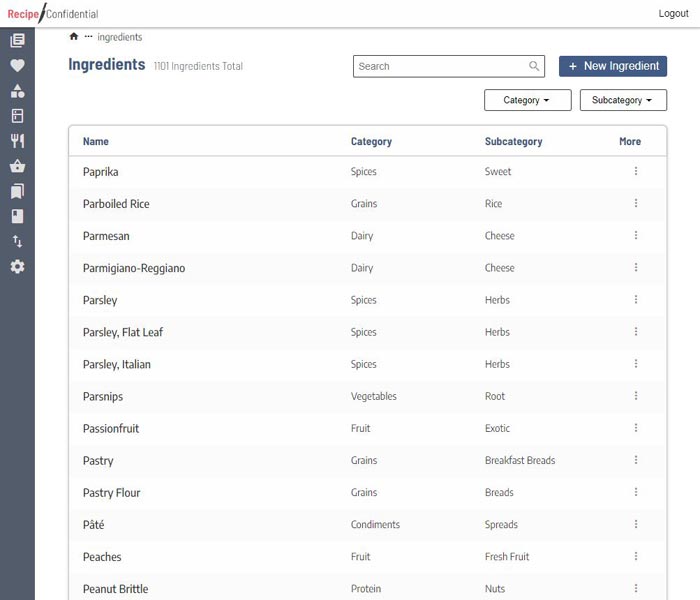 Recipe/Confidential Logout
··· ingredients
Ingredients 1101 Ingredients Total Search + New Ingredient
Category Subcategory
Name Category Subcategory More
Paprika Spices Sweet
Parboiled Rice Grains Rice
Parmesan Dairy Cheese
Parmigiano-Reggiano Dairy Cheese
Parsley Spices Herbs
Parsley, Flat Leaf Spices Herbs
Parsley, Italian Spices Herbs
Parsnips Vegetables Root
Passionfruit Fruit Exotic
Pastry Grains Breakfast Breads
Pastry Flour Grains Breads
Pâté Condiments Spreads
Peaches Fruit Fresh Fruit
Peanut Brittle Protein Nuts